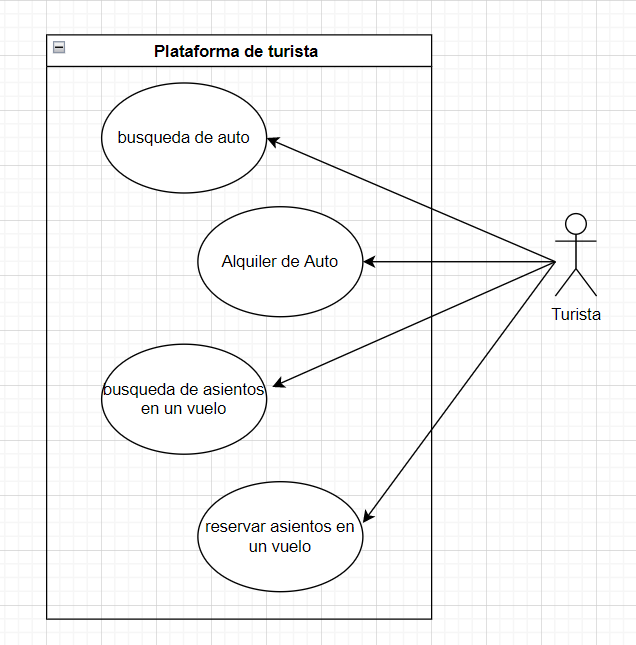 Plataforma de turista
busqueda de auto
Alquiler de Auto
Turista
busqueda de asientos
en un vuelo
reservar asientos en
un vuelo